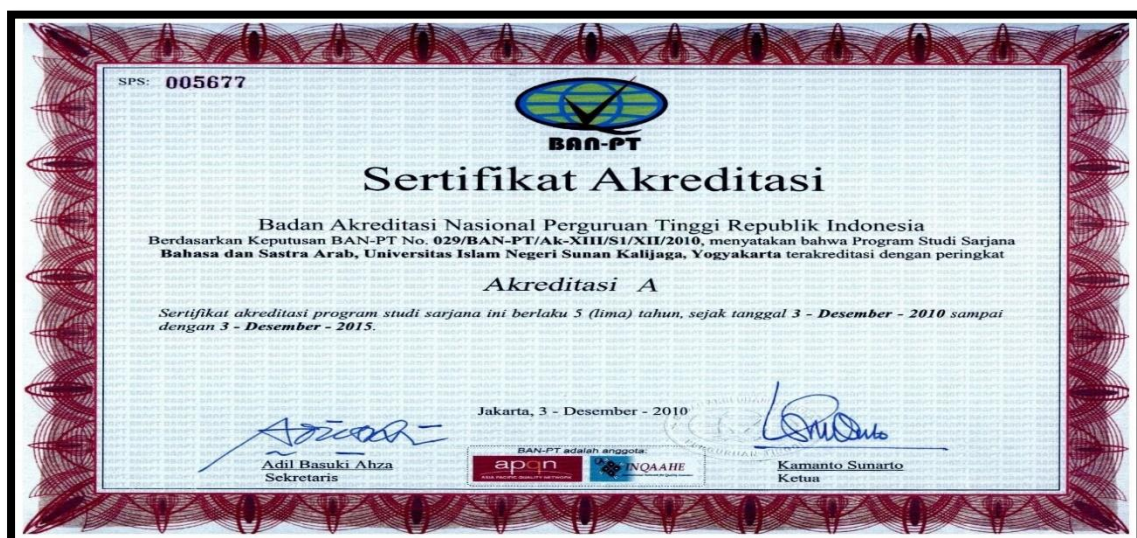 SPS: 005677
BAN-PT
Sertifikat Akreditasi
Badan Akreditasi Nasional Perguruan Tinggi Republik Indonesia
Berdasarkan Keputusan BAN-PT No. 029/BAN-PT/Ak-XIII/S1/XII/2010, menyatakan bahwa Program Studi Sarjana
Bahasa dan Sastra Arab, Universitas Islam Negeri Sunan Kalijaga, Yogyakarta terakreditasi dengan peringkat
Akreditasi A
Sertifikat akreditasi program studi sarjana ini berlaku 5 (lima) tahun, sejak tanggal 3 - Desember - 2010 sampai
dengan 3 - Desember - 2015.
Jakarta, 3 - Desember - 2010
Adil Basuki Ahza
Sekretaris
BAN-PT adalah anggota:
apqn
ASIA PACIFIC QUALITY NETWORK
INQAAHE
Kamanto Sunarto
Ketua